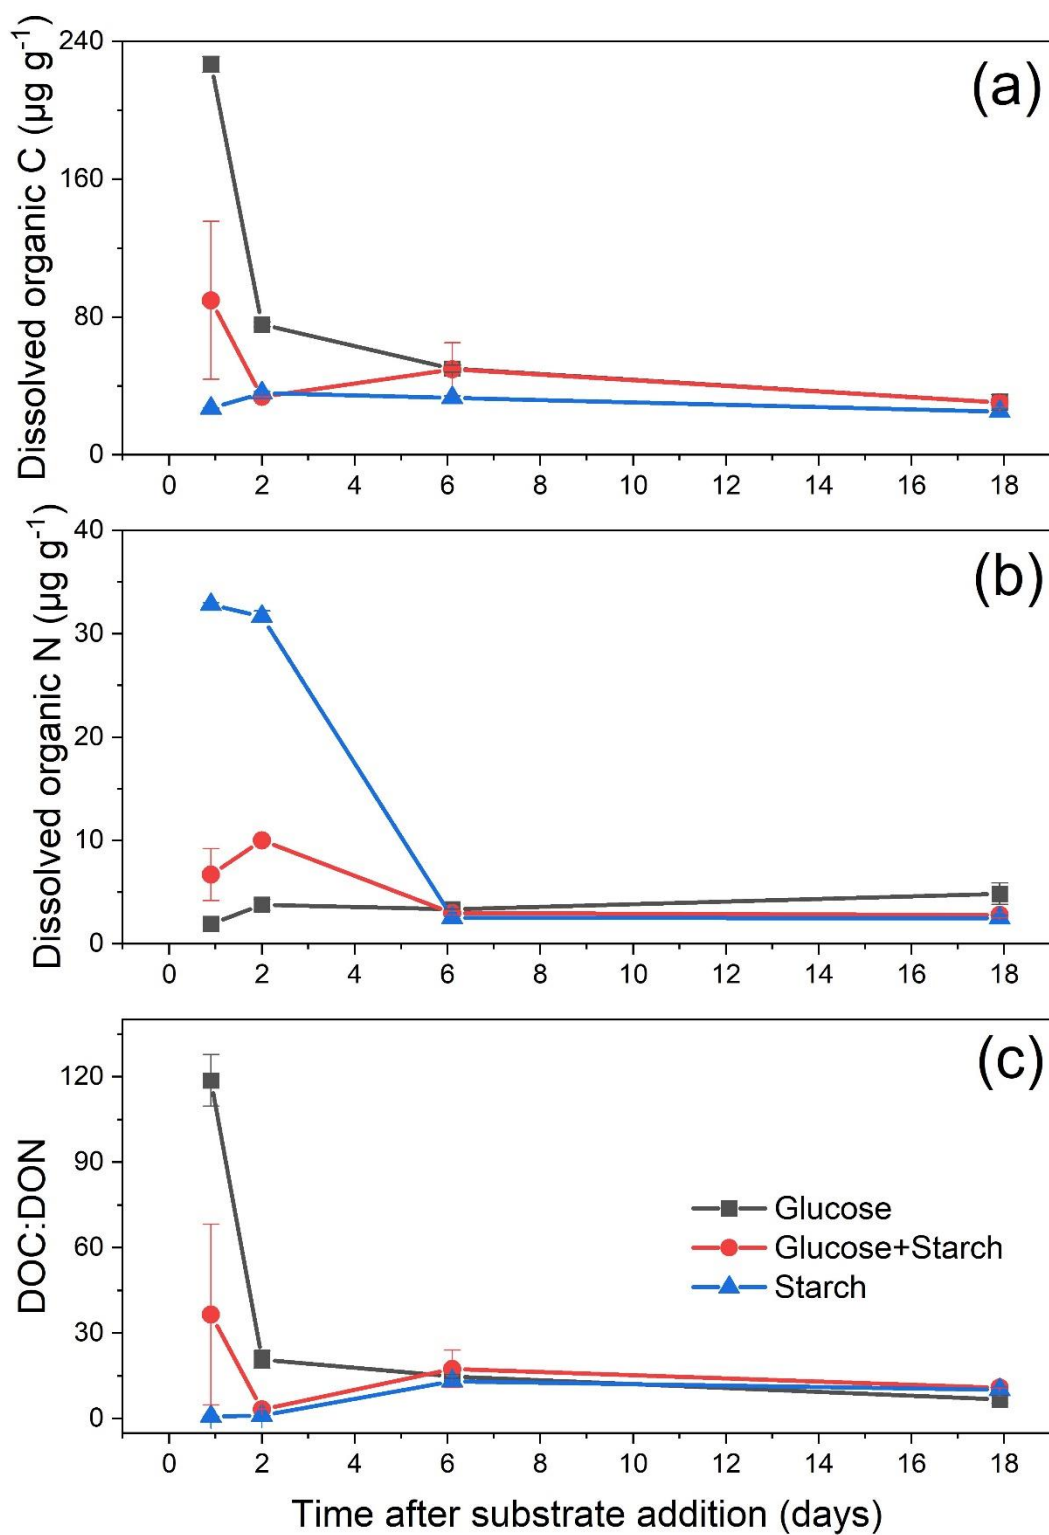 (a)
Dissolved organic C (µg g⁻¹)
240
160
80
0
0 2 4 6 8 10 12 14 16 18
(b)
Dissolved organic N (µg g⁻¹)
40
30
20
10
0
0 2 4 6 8 10 12 14 16 18
(c)
DOC:DON
120
90
60
30
0
Glucose
Glucose+Starch
Starch
0 2 4 6 8 10 12 14 16 18
Time after substrate addition (days)